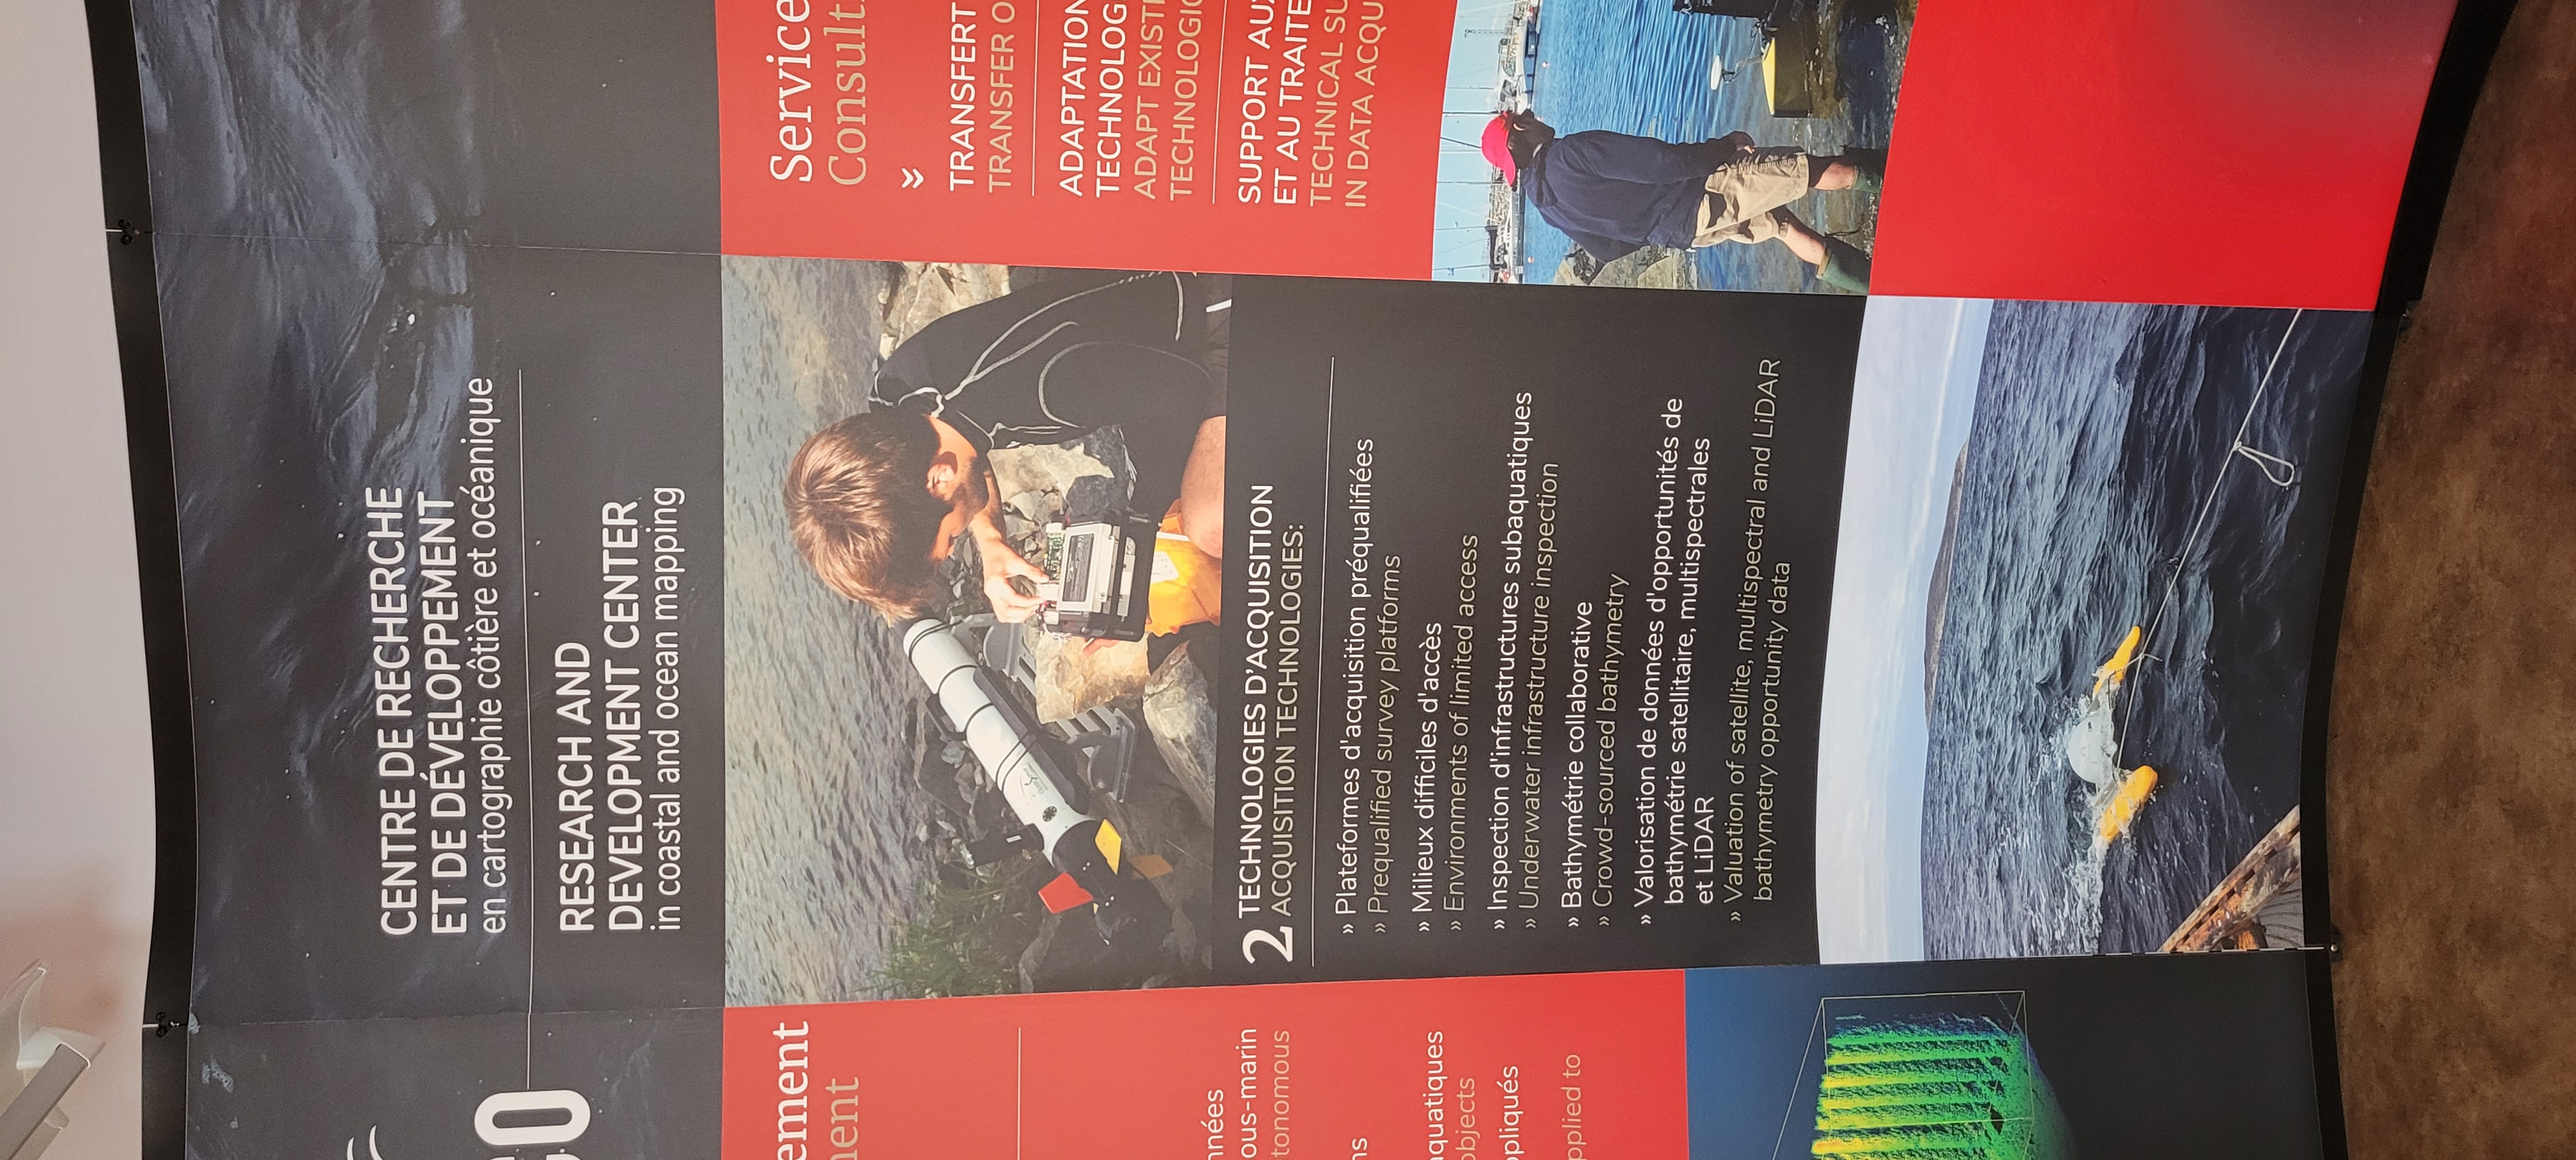 CO
CENTRE DE RECHERCHE
ET DE DÉVELOPPEMENT
en cartographie côtière et océanique
RESEARCH AND
DEVELOPMENT CENTER
in coastal and ocean mapping
ement
ment
nnées
ous-marin
tonomous
ns
aquatiques
objects
ppliqués
pplied to
2 TECHNOLOGIES D'ACQUISITION
ACQUISITION TECHNOLOGIES:
» Plateformes d'acquisition préqualifiées
» Prequalified survey platforms
» Milieux difficiles d'accès
» Environments of limited access
» Inspection d'infrastructures subaquatiques
» Underwater infrastructure inspection
» Bathymétrie collaborative
» Crowd-sourced bathymetry
» Valorisation de données d'opportunités de
bathymétrie satellitaire, multispectrales
et LiDAR
» Valuation of satellite, multispectral and LiDAR
bathymetry opportunity data
Service
Consult
TRANSFERT
TRANSFER O
ADAPTATION
TECHNOLOG
ADAPT EXIST
TECHNOLOGI
SUPPORT AUX
ET AU TRAITE
TECHNICAL SU
IN DATA ACQU